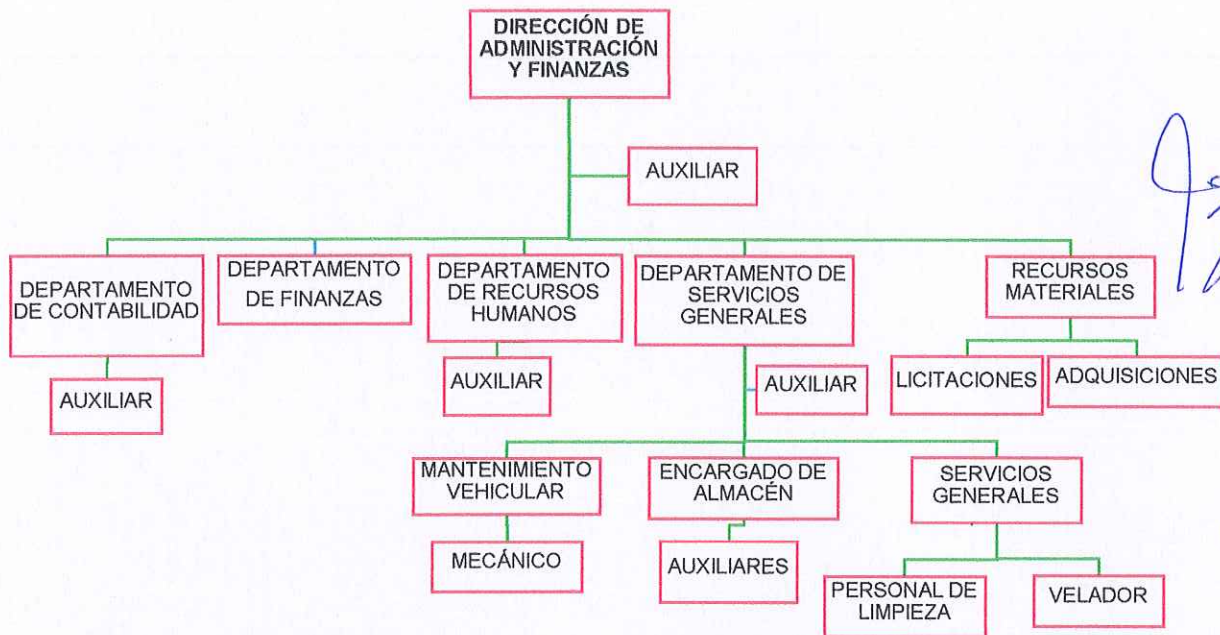 DIRECCIÓN DE
ADMINISTRACIÓN
Y FINANZAS
AUXILIAR
DEPARTAMENTO
DE CONTABILIDAD
DEPARTAMENTO
DE FINANZAS
DEPARTAMENTO
DE RECURSOS
HUMANOS
DEPARTAMENTO DE
SERVICIOS
GENERALES
RECURSOS
MATERIALES
AUXILIAR
AUXILIAR
AUXILIAR
LICITACIONES
ADQUISICIONES
MANTENIMIENTO
VEHICULAR
ENCARGADO DE
ALMACÉN
SERVICIOS
GENERALES
MECÁNICO
AUXILIARES
PERSONAL DE
LIMPIEZA
VELADOR